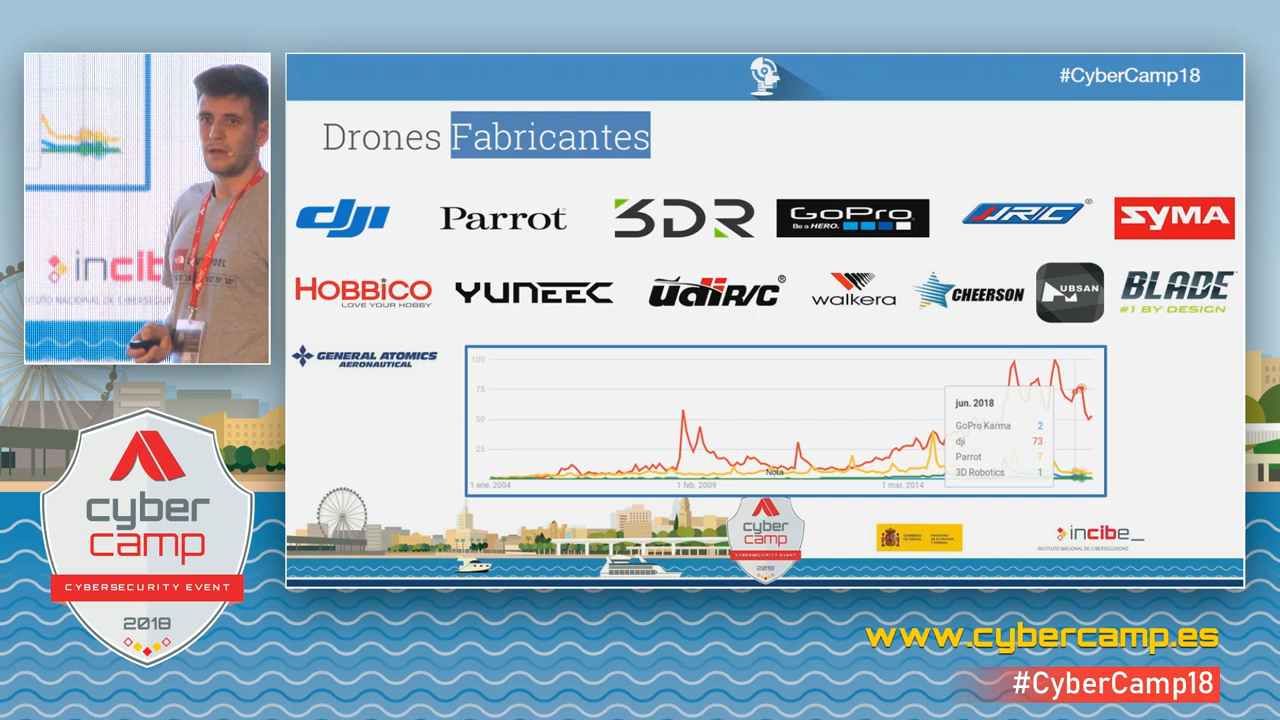 #CyberCamp18
Drones Fabricantes
dji
Parrot
3DR
GoPro
Be a HERO.
JJRC
SYMA
HOBBICO
LOVE YOUR HOBBY
YUNEEC
udiR/C
walkera
CHEERSON
HUBSAN
BLADE
#1 BY DESIGN
GENERAL ATOMICS
AERONAUTICAL
100
75
50
25
Nota
1 ene. 2004
1 feb. 2009
1 mar. 2014
jun. 2018
GoPro Karma 2
dji 73
Parrot 7
3D Robotics 1
cyber
camp
CYBERSECURITY EVENT
2018
incibe_
INSTITUTO NACIONAL DE CIBERSEGURIDAD
incib
cyber
camp
CYBERSECURITY EVENT
2018
www.cybercamp.es
#CyberCamp18